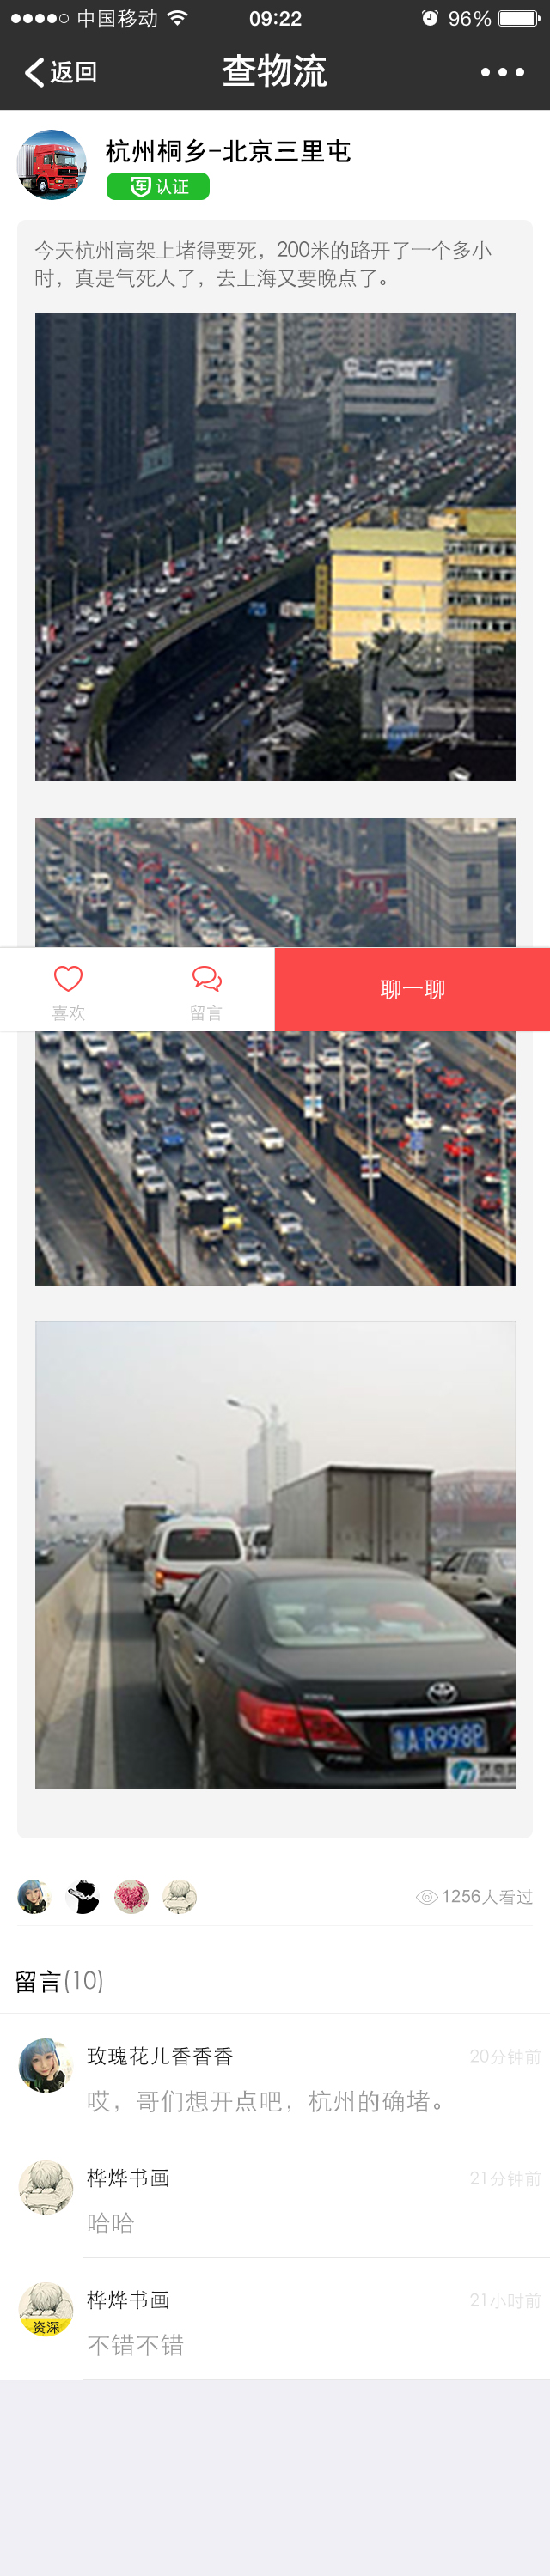 中国移动 09:22 96%
返回 查物流
杭州桐乡-北京三里屯
军 认证
今天杭州高架上堵得要死，200米的路开了一个多小
时，真是气死人了，去上海又要晚点了。
喜欢 留言 聊一聊
R998P
1256人看过
留言(10)
玫瑰花儿香香香 20分钟前
哎，哥们想开点吧，杭州的确堵。
桦烨书画 21分钟前
哈哈
桦烨书画 21小时前
资深
不错不错